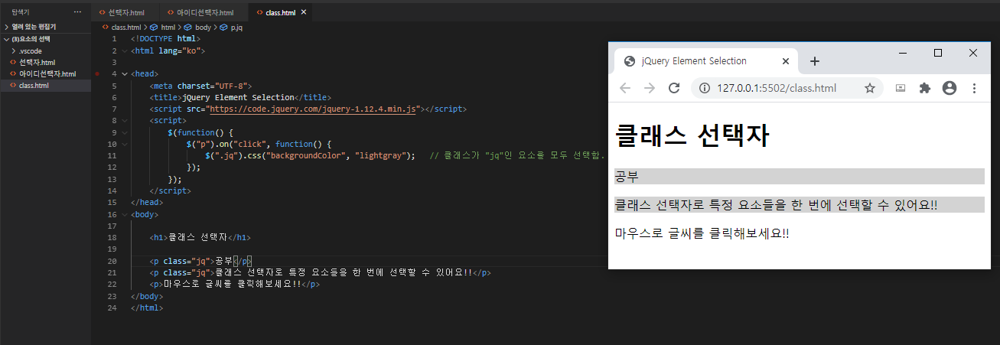 탐색기
열려 있는 편집기
(3)요소의 선택
.vscode
선택자.html
아이디선택자.html
class.html
선택자.html
아이디선택자.html
class.html
class.html > html > body > p.jq
1 <!DOCTYPE html>
2 <html lang="ko">
3
4 <head>
5 <meta charset="UTF-8">
6 <title>jQuery Element Selection</title>
7 <script src="https://code.jquery.com/jquery-1.12.4.min.js"></script>
8 <script>
9 $(function() {
10 $("p").on("click", function() {
11 $(".jq").css("backgroundColor", "lightgray"); // 클래스가 "jq"인 요소를 모두 선택함.
12 });
13 });
14 </script>
15 </head>
16 <body>
17
18 <h1>클래스 선택자</h1>
19
20 <p class="jq">공부</p>
21 <p class="jq">클래스 선택자로 특정 요소들을 한 번에 선택할 수 있어요!!</p>
22 <p>마우스로 글씨를 클릭해보세요!!</p>
23 </body>
24 </html>
jQuery Element Selection
127.0.0.1:5502/class.html
클래스 선택자
공부
클래스 선택자로 특정 요소들을 한 번에 선택할 수 있어요!!
마우스로 글씨를 클릭해보세요!!